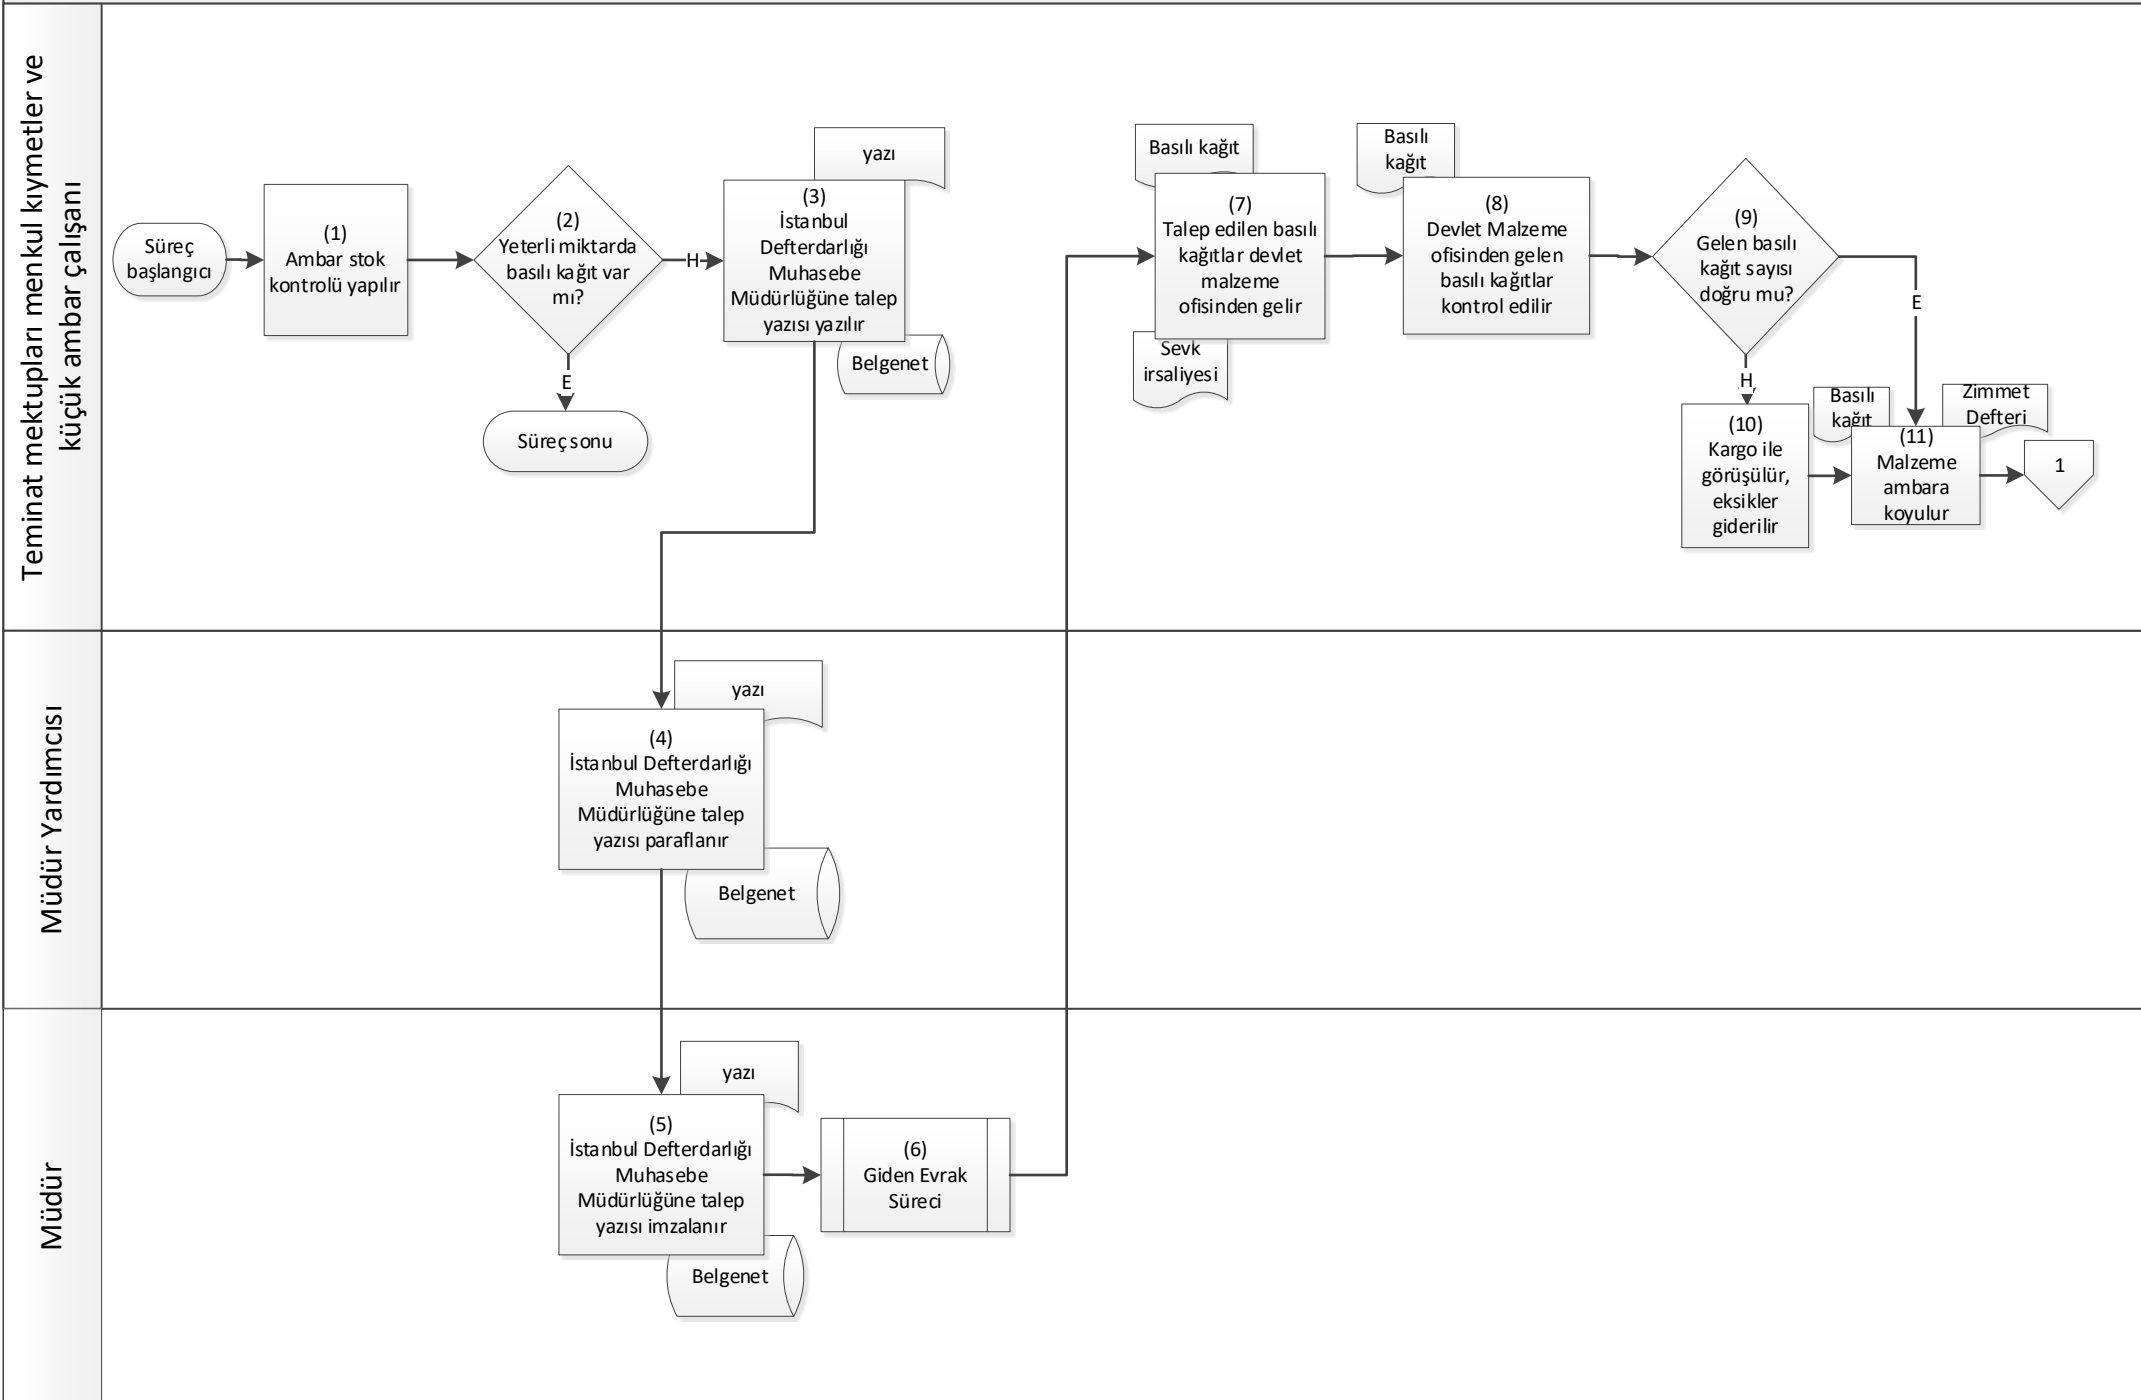 Teminat mektupları menkul kıymetler ve
küçük ambar çalışanı
Süreç
başlangıcı
(1)
Ambar stok
kontrolü yapılır
(2)
Yeterli miktarda
basılı kağıt var
mı?
H
E
Süreç sonu
yazı
(3)
İstanbul
Defterdarlığı
Muhasebe
Müdürlüğüne talep
yazısı yazılır
Belgenet
Basılı kağıt
(7)
Talep edilen basılı
kağıtlar devlet
malzeme
ofisinden gelir
Sevk
irsaliyesi
Basılı
kağıt
(8)
Devlet Malzeme
ofisinden gelen
basılı kağıtlar
kontrol edilir
(9)
Gelen basılı
kağıt sayısı
doğru mu?
E
H
(10)
Kargo ile
görüşülür,
eksikler
giderilir
Basılı
kağıt
Zimmet
Defteri
(11)
Malzeme
ambara
koyulur
1
Müdür Yardımcısı
yazı
(4)
İstanbul Defterdarlığı
Muhasebe
Müdürlüğüne talep
yazısı paraflanır
Belgenet
Müdür
yazı
(5)
İstanbul Defterdarlığı
Muhasebe
Müdürlüğüne talep
yazısı imzalanır
Belgenet
(6)
Giden Evrak
Süreci